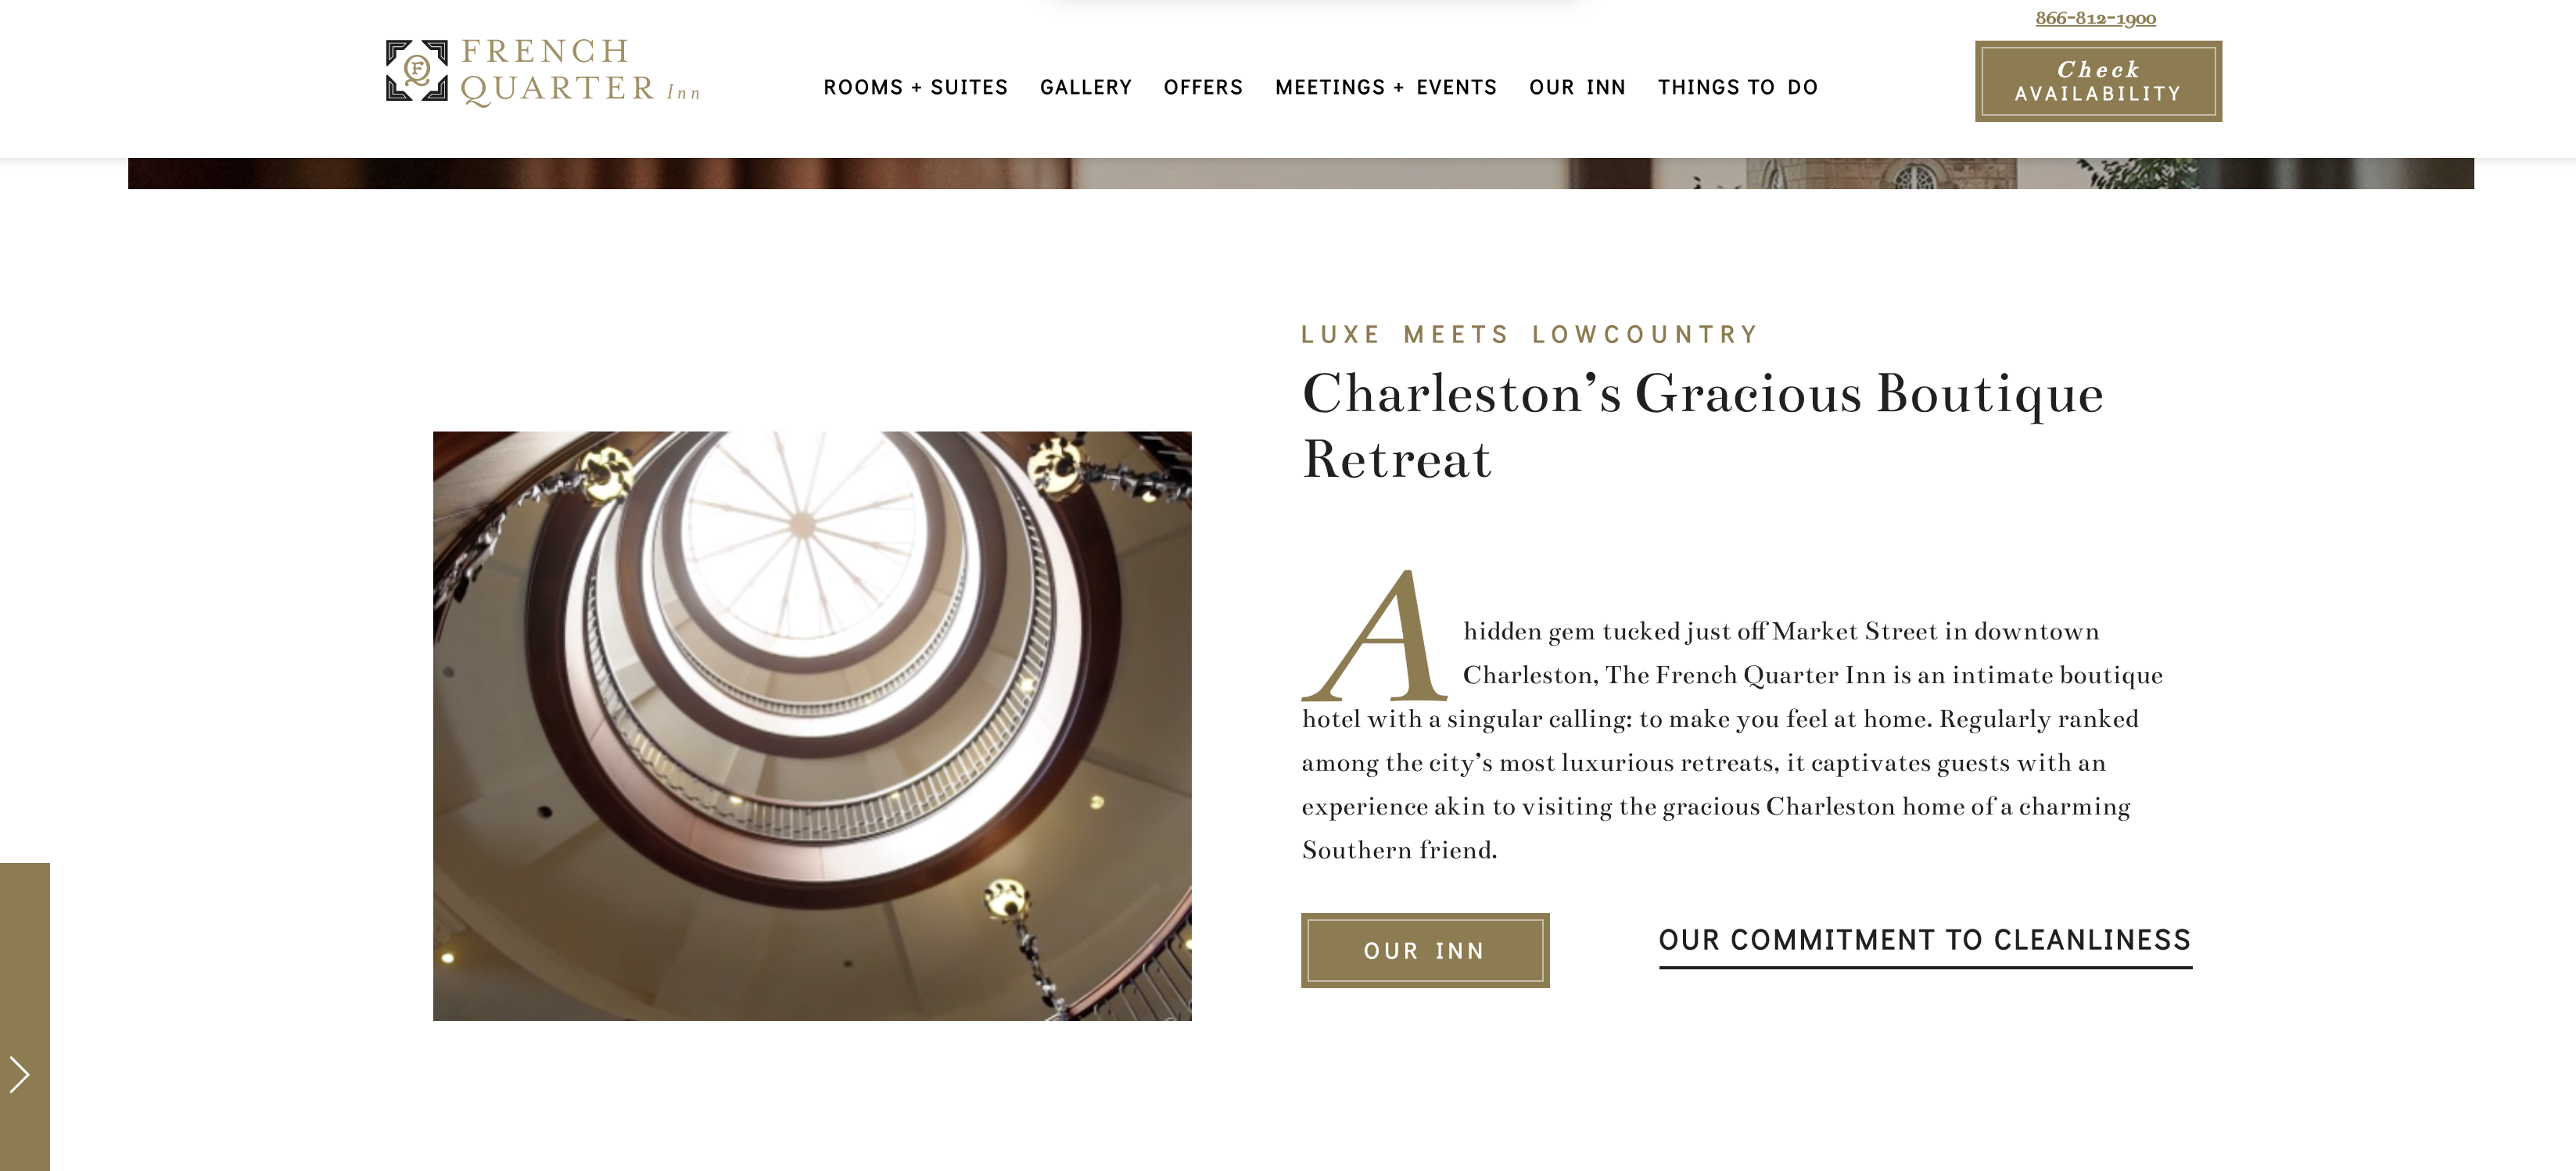 866-812-1900
FRENCH
QUARTER Inn
ROOMS + SUITES GALLERY OFFERS MEETINGS + EVENTS OUR INN THINGS TO DO
Check
AVAILABILITY
LUXE MEETS LOWCOUNTRY
Charleston’s Gracious Boutique
Retreat
A hidden gem tucked just off Market Street in downtown
Charleston, The French Quarter Inn is an intimate boutique
hotel with a singular calling: to make you feel at home. Regularly ranked
among the city’s most luxurious retreats, it captivates guests with an
experience akin to visiting the gracious Charleston home of a charming
Southern friend.
OUR INN
OUR COMMITMENT TO CLEANLINESS